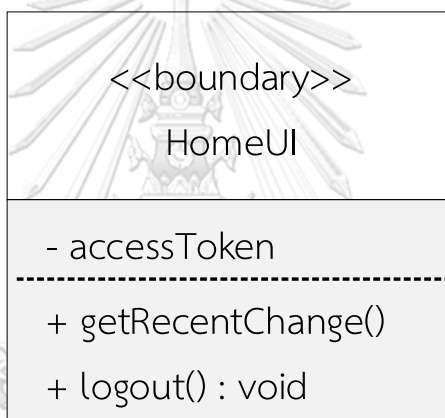 <<boundary>>
HomeUI
- accessToken
+ getRecentChange()
+ logout() : void